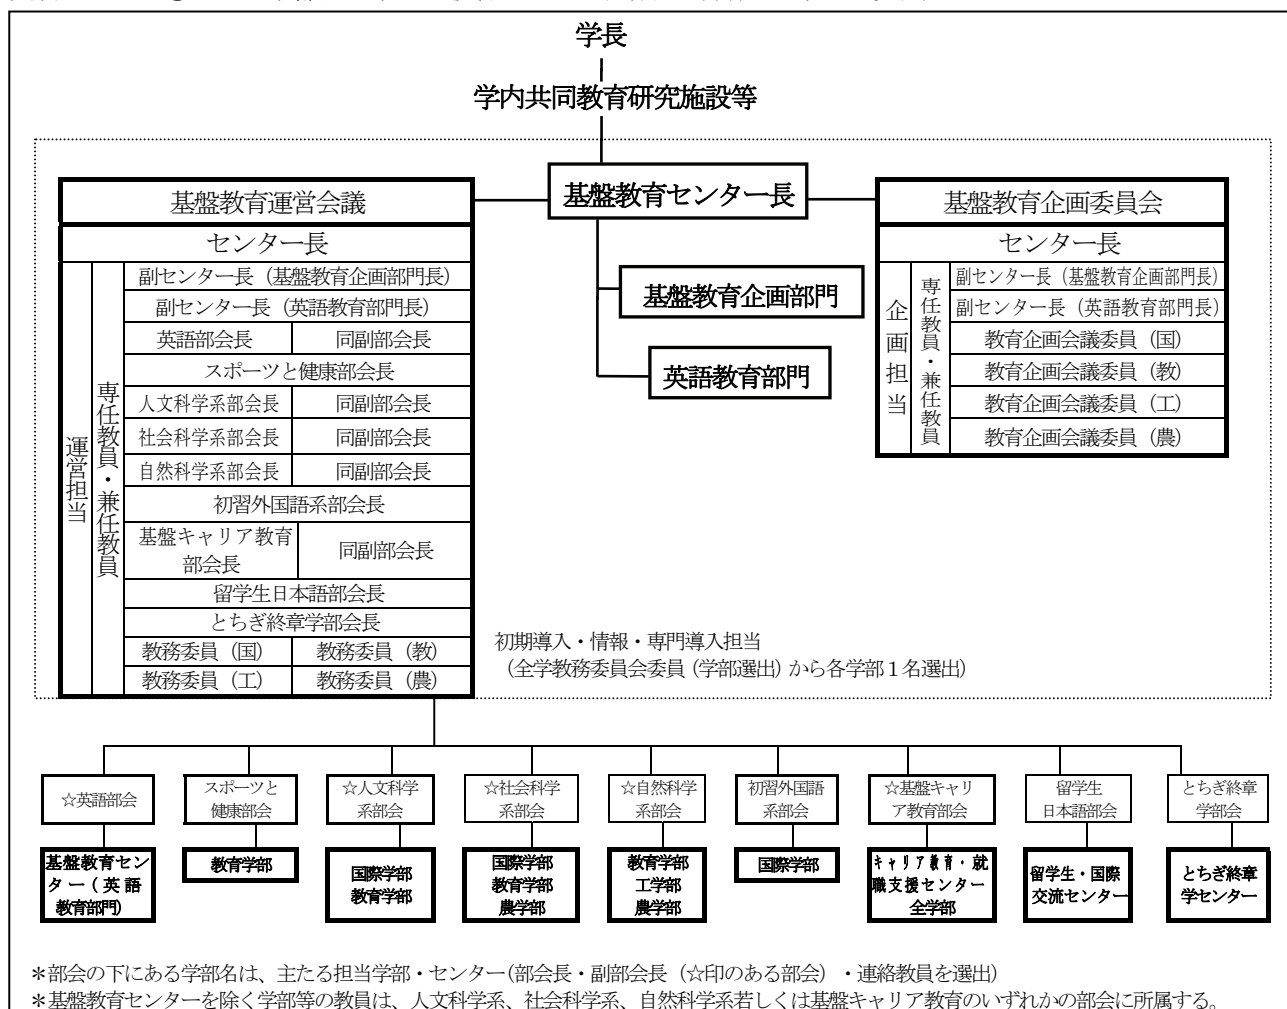 学長
学内共同教育研究施設等
基盤教育センター長
基盤教育企画部門
英語教育部門
基盤教育運営会議
センター長
運営担当
専任教員・兼任教員
副センター長（基盤教育企画部門長）
副センター長（英語教育部門長）
英語部会長 同副部会長
スポーツと健康部会長
人文科学系部会長 同副部会長
社会科学系部会長 同副部会長
自然科学系部会長 同副部会長
初習外国語系部会長
基盤キャリア教育
部会長
同副部会長
留学生日本語部会長
とちぎ終章学部会長
教務委員（国） 教務委員（教）
教務委員（工） 教務委員（農）
基盤教育企画委員会
センター長
企画担当
専任教員・兼任教員
副センター長（基盤教育企画部門長）
副センター長（英語教育部門長）
教育企画会議委員（国）
教育企画会議委員（教）
教育企画会議委員（工）
教育企画会議委員（農）
初期導入・情報・専門導入担当
（全学教務委員会委員（学部選出）から各学部１名選出）
☆英語部会
スポーツと
健康部会
☆人文科学
系部会
☆社会科学
系部会
☆自然科学
系部会
初習外国語
系部会
☆基盤キャリ
ア教育部会
留学生
日本語部会
とちぎ終章
学部会
基盤教育セン
ター（英語
教育部門）
教育学部
国際学部
教育学部
国際学部
教育学部
農学部
教育学部
工学部
農学部
国際学部
キャリア教育・就
職支援センター
全学部
留学生・国際
交流センター
とちぎ終章
学センター
＊部会の下にある学部名は、主たる担当学部・センター(部会長・副部会長（☆印のある部会）・連絡教員を選出)
＊基盤教育センターを除く学部等の教員は、人文科学系、社会科学系、自然科学系若しくは基盤キャリア教育のいずれかの部会に所属する。